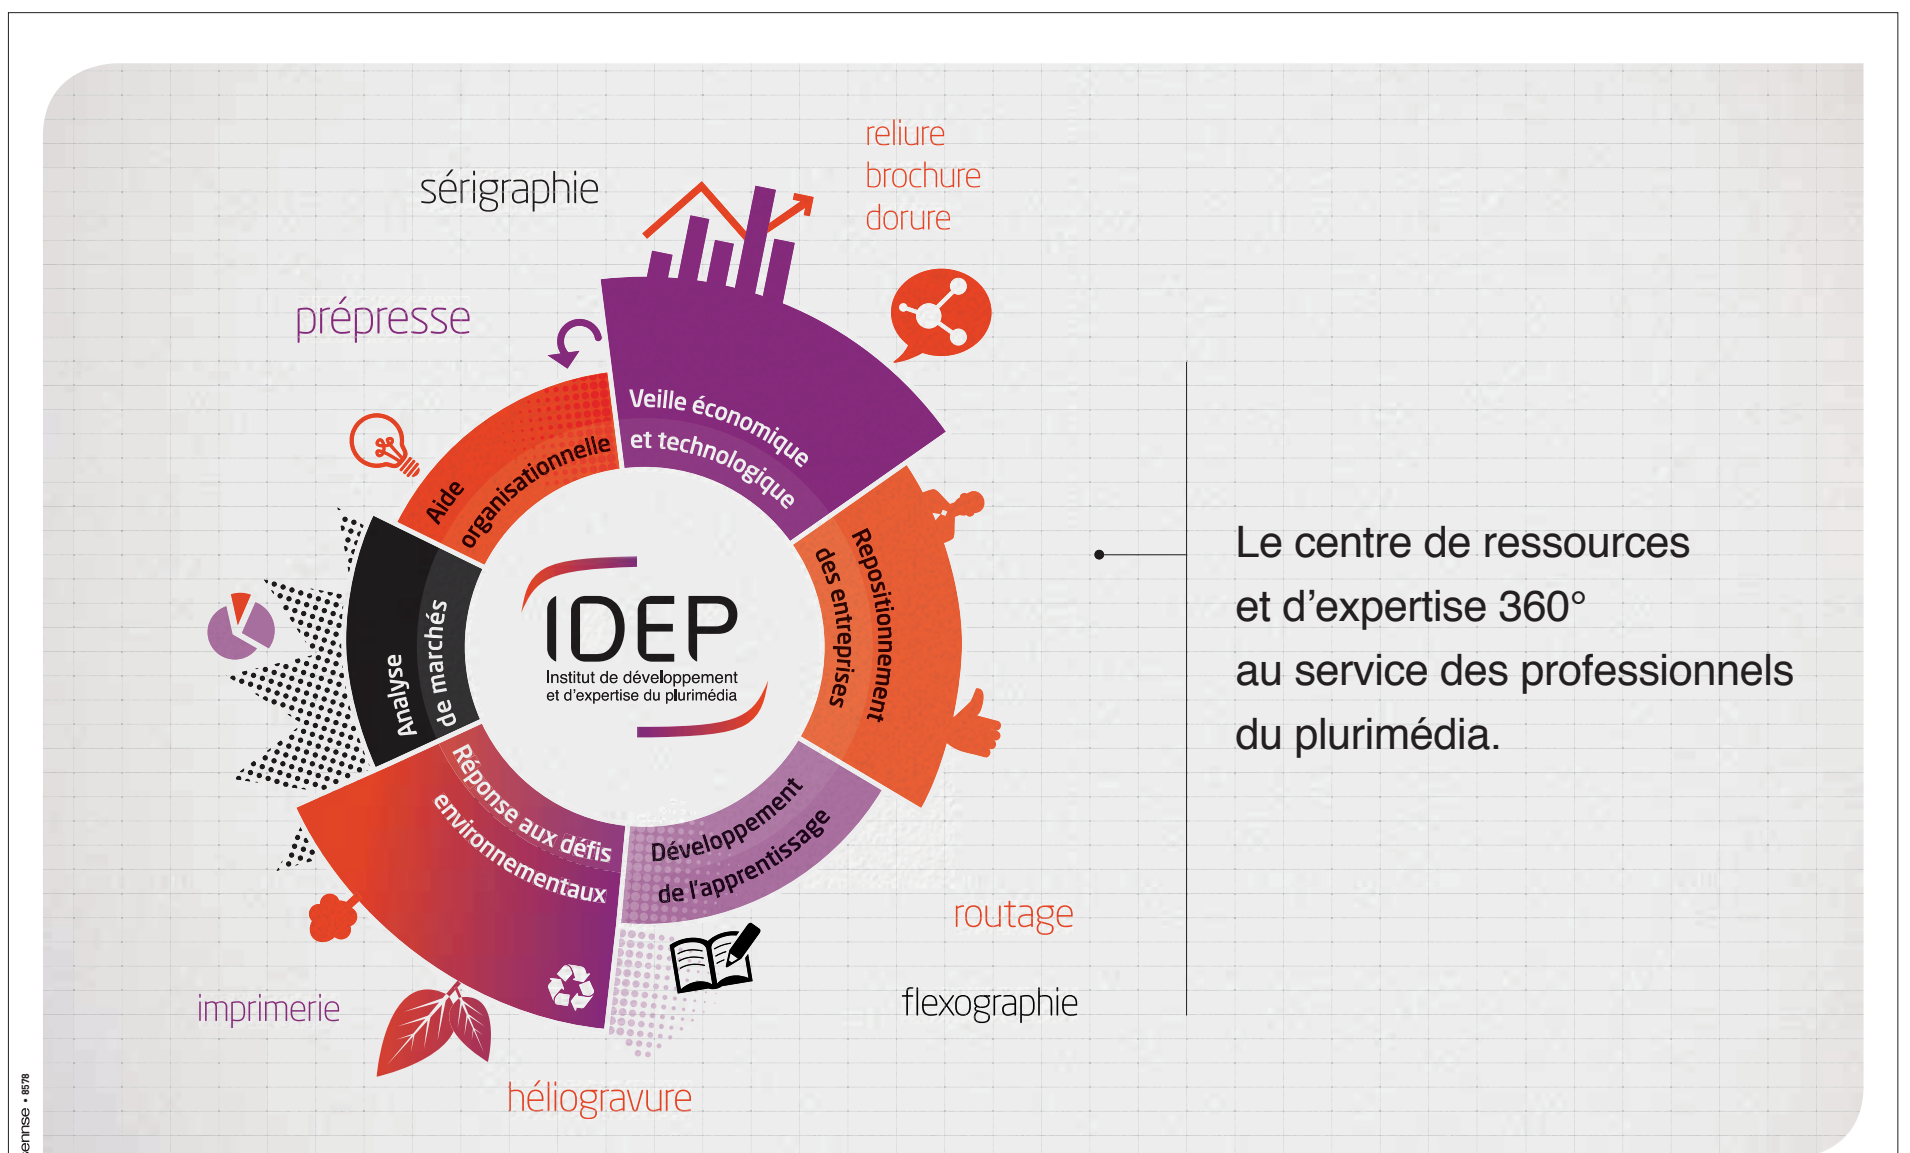 reliure
brochure
dorure
sérigraphie
prépresse
Veille économique
et technologique
Aide
organisationnelle
Repositionnement
des entreprises
Analyse
de marchés
IDEP
Institut de développement
et d'expertise du plurimédia
Réponse aux défis
environnementaux
Développement
de l'apprentissage
routage
flexographie
imprimerie
héliogravure
Le centre de ressources
et d'expertise 360°
au service des professionnels
du plurimédia.
8578